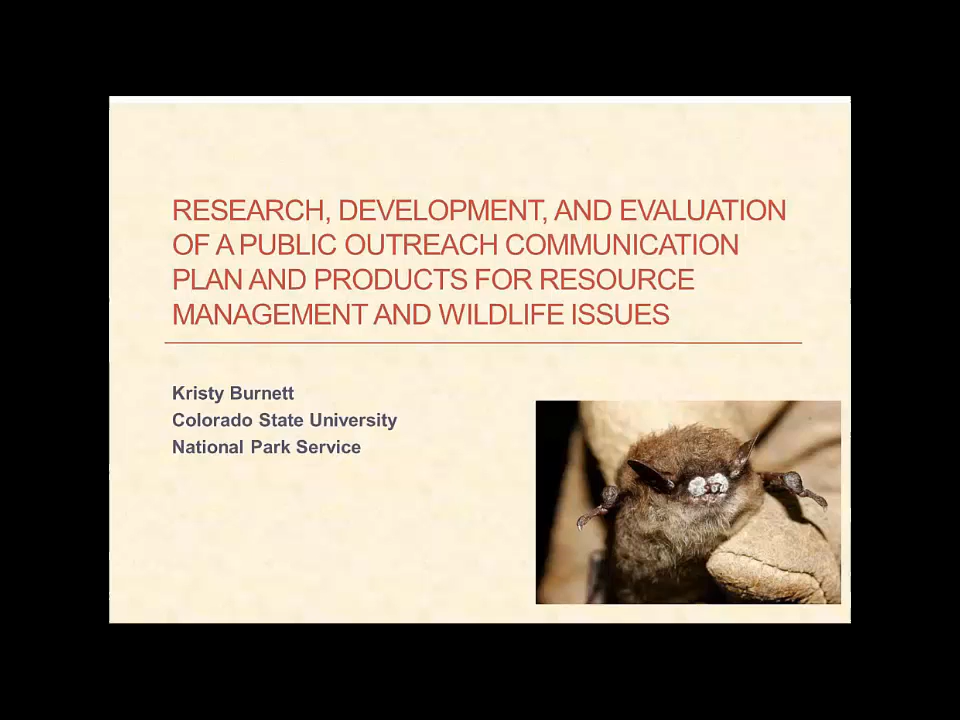 RESEARCH, DEVELOPMENT, AND EVALUATION
OF A PUBLIC OUTREACH COMMUNICATION
PLAN AND PRODUCTS FOR RESOURCE
MANAGEMENT AND WILDLIFE ISSUES
Kristy Burnett
Colorado State University
National Park Service